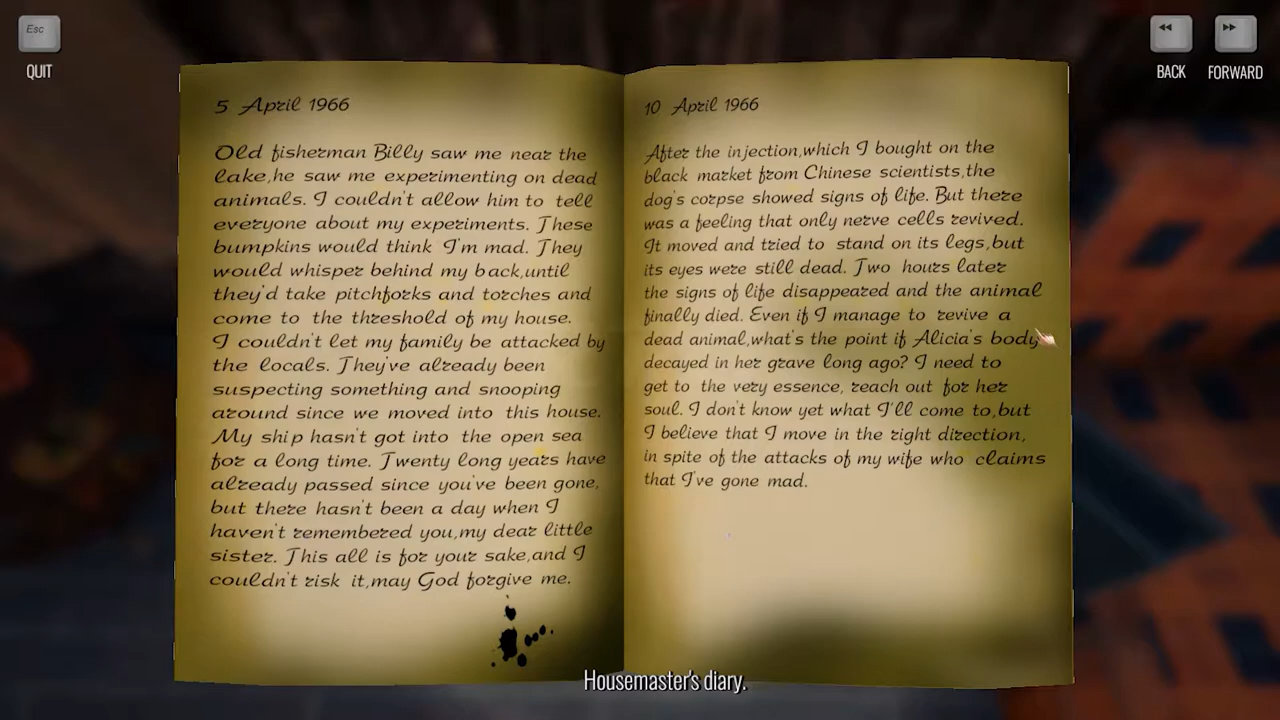 Esc
QUIT
BACK
FORWARD
5 April 1966
Old fisherman Billy saw me near the
lake,he saw me experimenting on dead
animals. I couldn't allow him to tell
everyone about my experiments. These
bumpkins would think I'm mad. They
would whisper behind my back,until
they'd take pitchforks and torches and
come to the threshold of my house.
I couldn't let my family be attacked by
the locals. They've already been
suspecting something and snooping
around since we moved into this house.
My ship hasn't got into the open sea
for a long time. Twenty long years have
already passed since you've been gone,
but there hasn't been a day when I
haven't remembered you,my dear little
sister. This all is for your sake,and I
couldn't risk it,may God forgive me.
10 April 1966
After the injection,which I bought on the
black market from Chinese scientists,the
dog's corpse showed signs of life. But there
was a feeling that only nerve cells revived.
It moved and tried to stand on its legs,but
its eyes were still dead. Two hours later
the signs of life disappeared and the animal
finally died. Even if I manage to revive a
dead animal,what's the point if Alicia's body
decayed in her grave long ago? I need to
get to the very essence, reach out for her
soul. I don't know yet what I'll come to,but
I believe that I move in the right direction,
in spite of the attacks of my wife who claims
that I've gone mad.
Housemaster's diary.